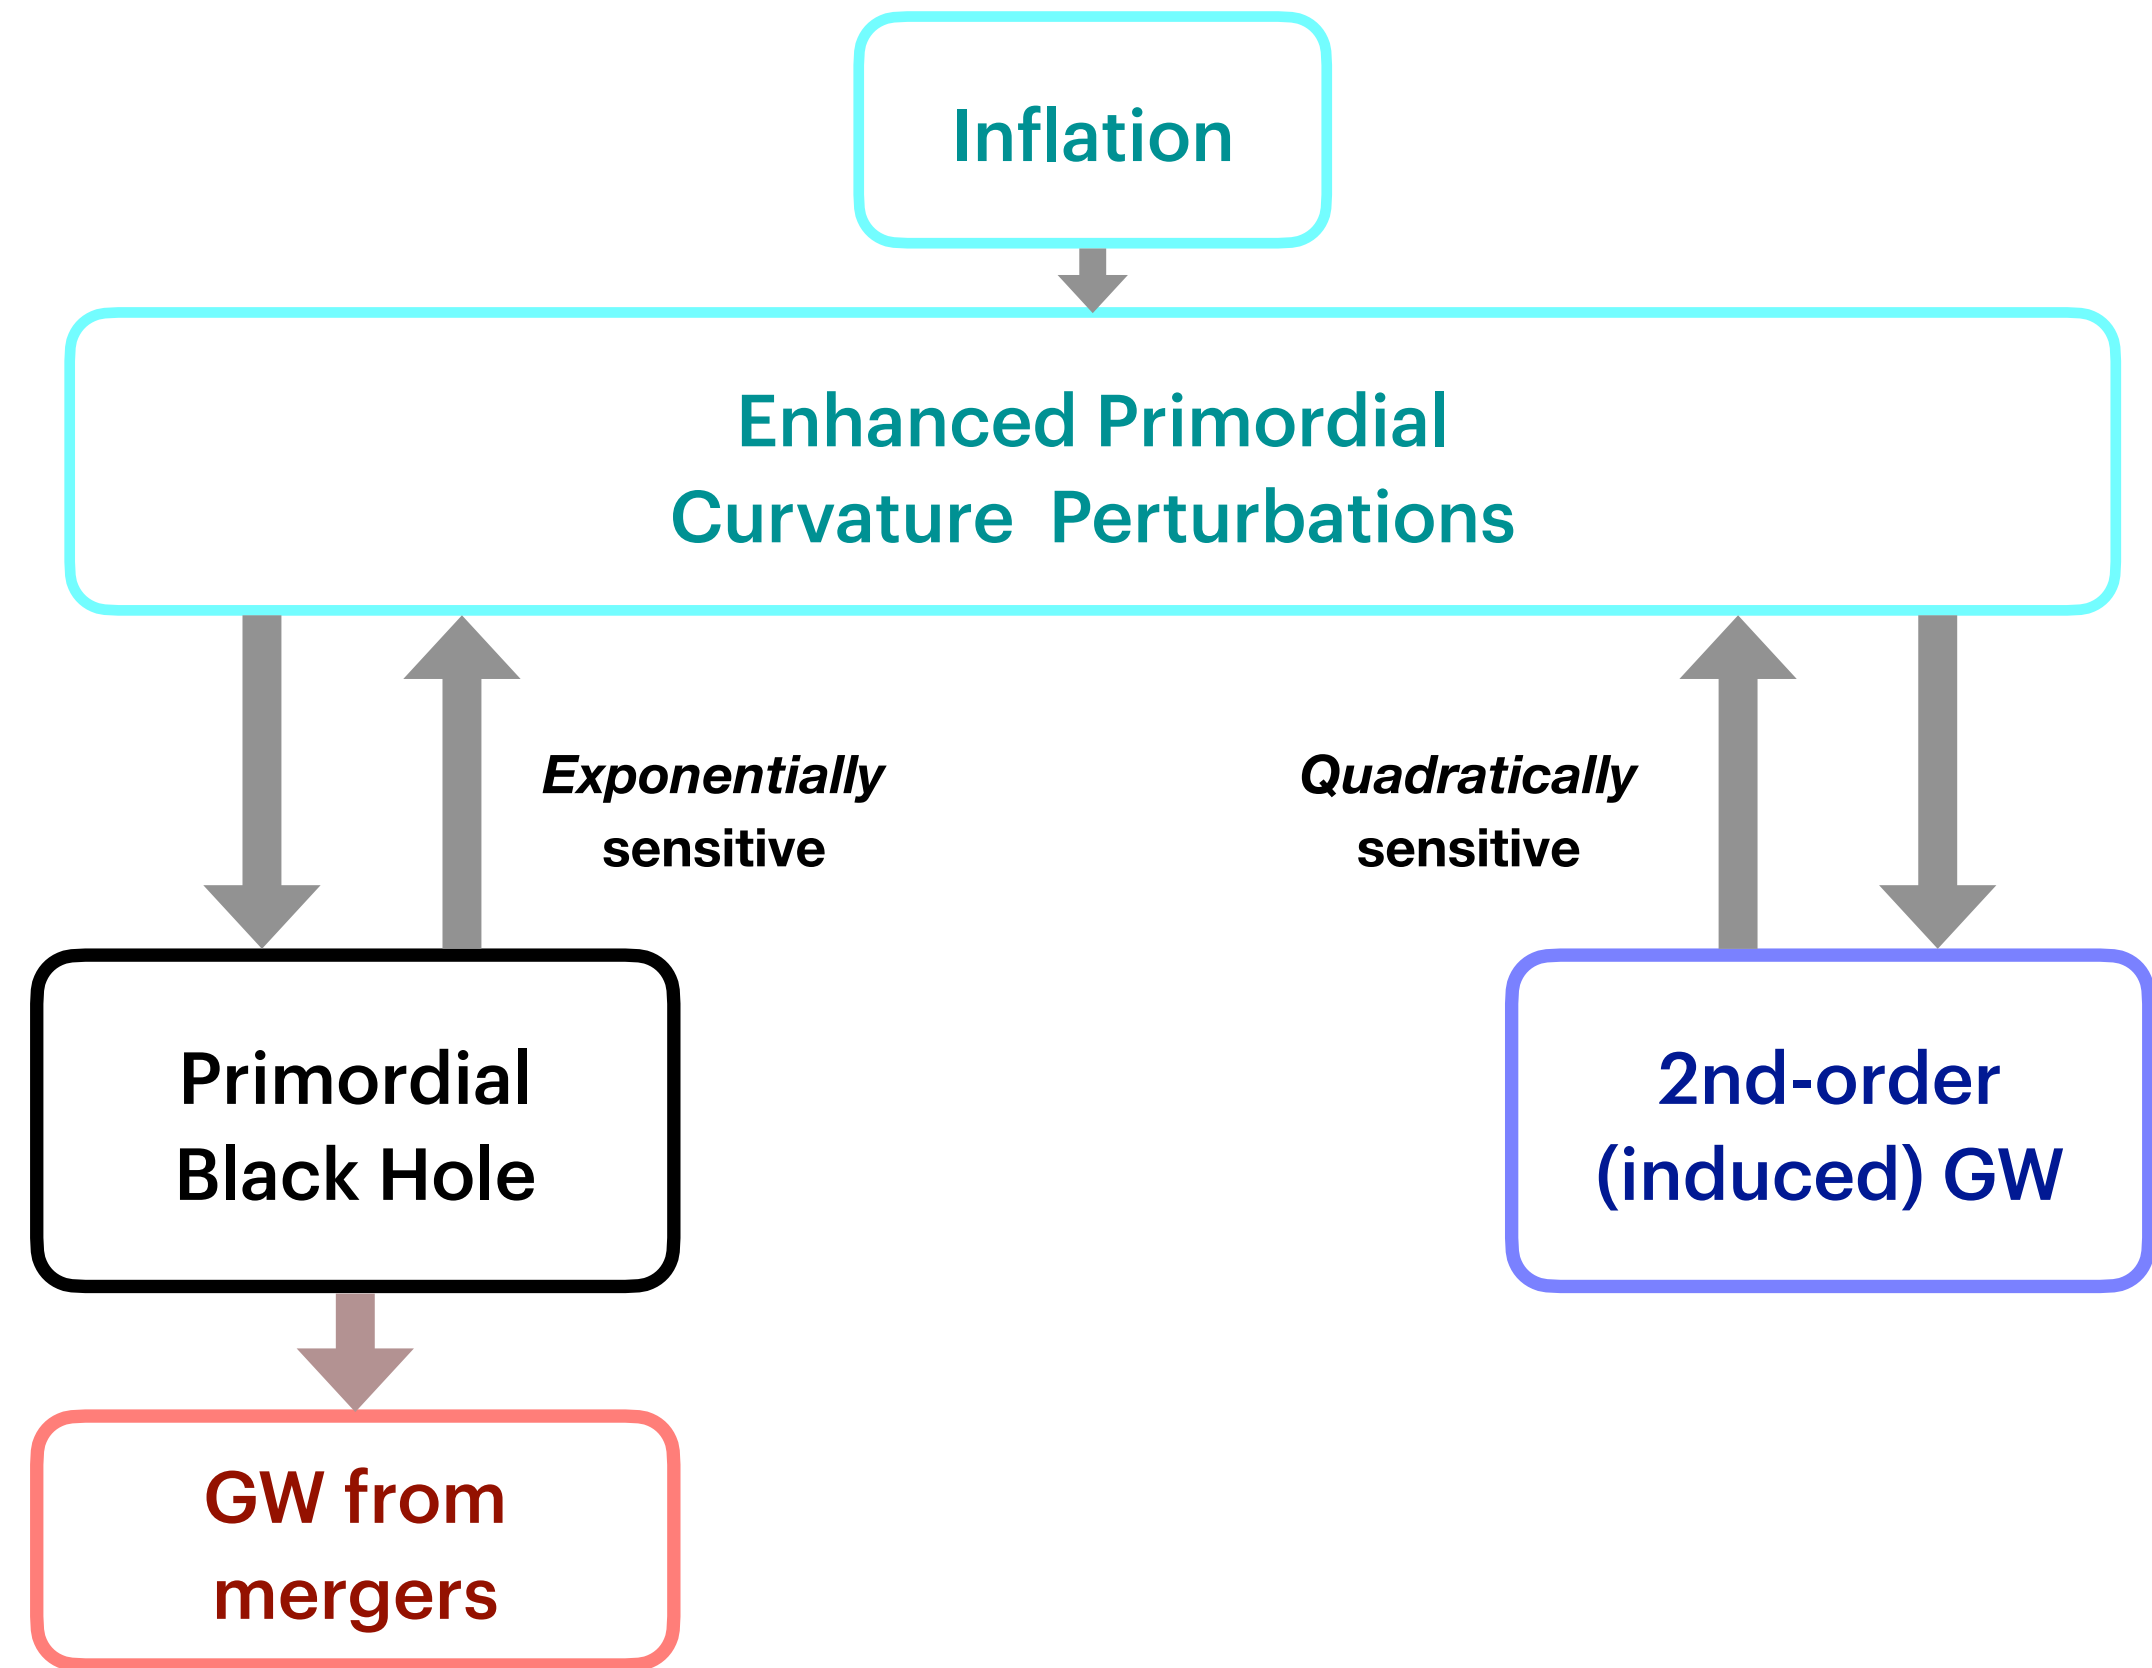 Inflation
Enhanced Primordial
Curvature Perturbations
Exponentially
sensitive
Quadratically
sensitive
Primordial
Black Hole
2nd-order
(induced) GW
GW from
mergers